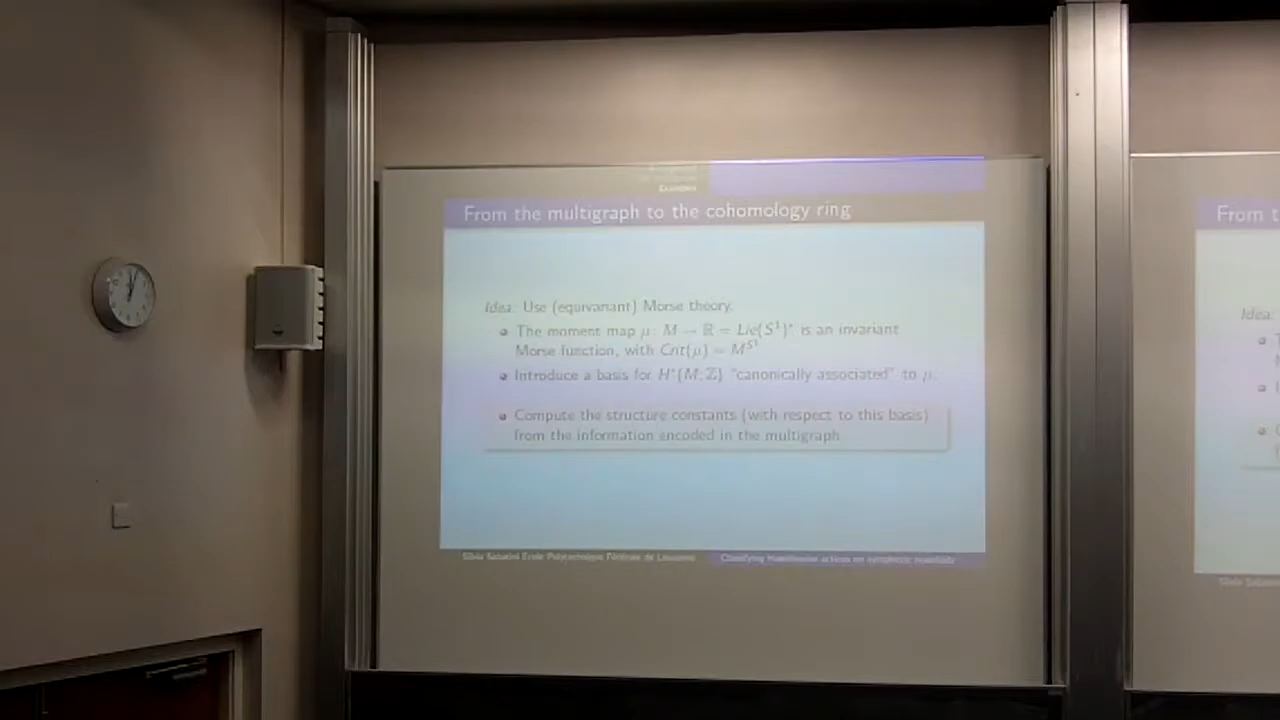 Examples
From the multigraph to the cohomology ring
Idea: Use (equivariant) Morse theory.
The moment map μ: M → ℝ = Lie(S¹)* is an invariant
Morse function, with Crit(μ) = M^{S¹}
Introduce a basis for H*(M; ℤ) "canonically associated" to μ.
Compute the structure constants (with respect to this basis)
from the information encoded in the multigraph
Silvia Sabatini Ecole Polytechnique Fédérale de Lausanne
Classifying Hamiltonian actions on symplectic manifolds
From t
Idea:
Silvia Sabatini